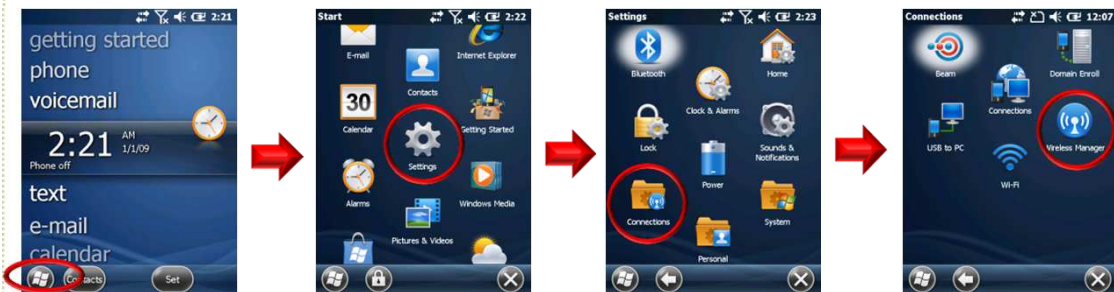 2:21
getting started
phone
voicemail
2:21 AM
1/1/09
Phone off
text
e-mail
calendar
Contacts
Set
Start
2:22
E-mail
Internet Explorer
Contacts
30
Calendar
Getting Started
Settings
Alarms
Windows Media
Pictures & Videos
Settings
2:23
Bluetooth
Home
Clock & Alarms
Lock
Sounds &
Notifications
Power
Connections
System
Personal
Connections
12:07
Beam
Domain Enroll
Connections
USB to PC
Wireless Manager
Wi-Fi